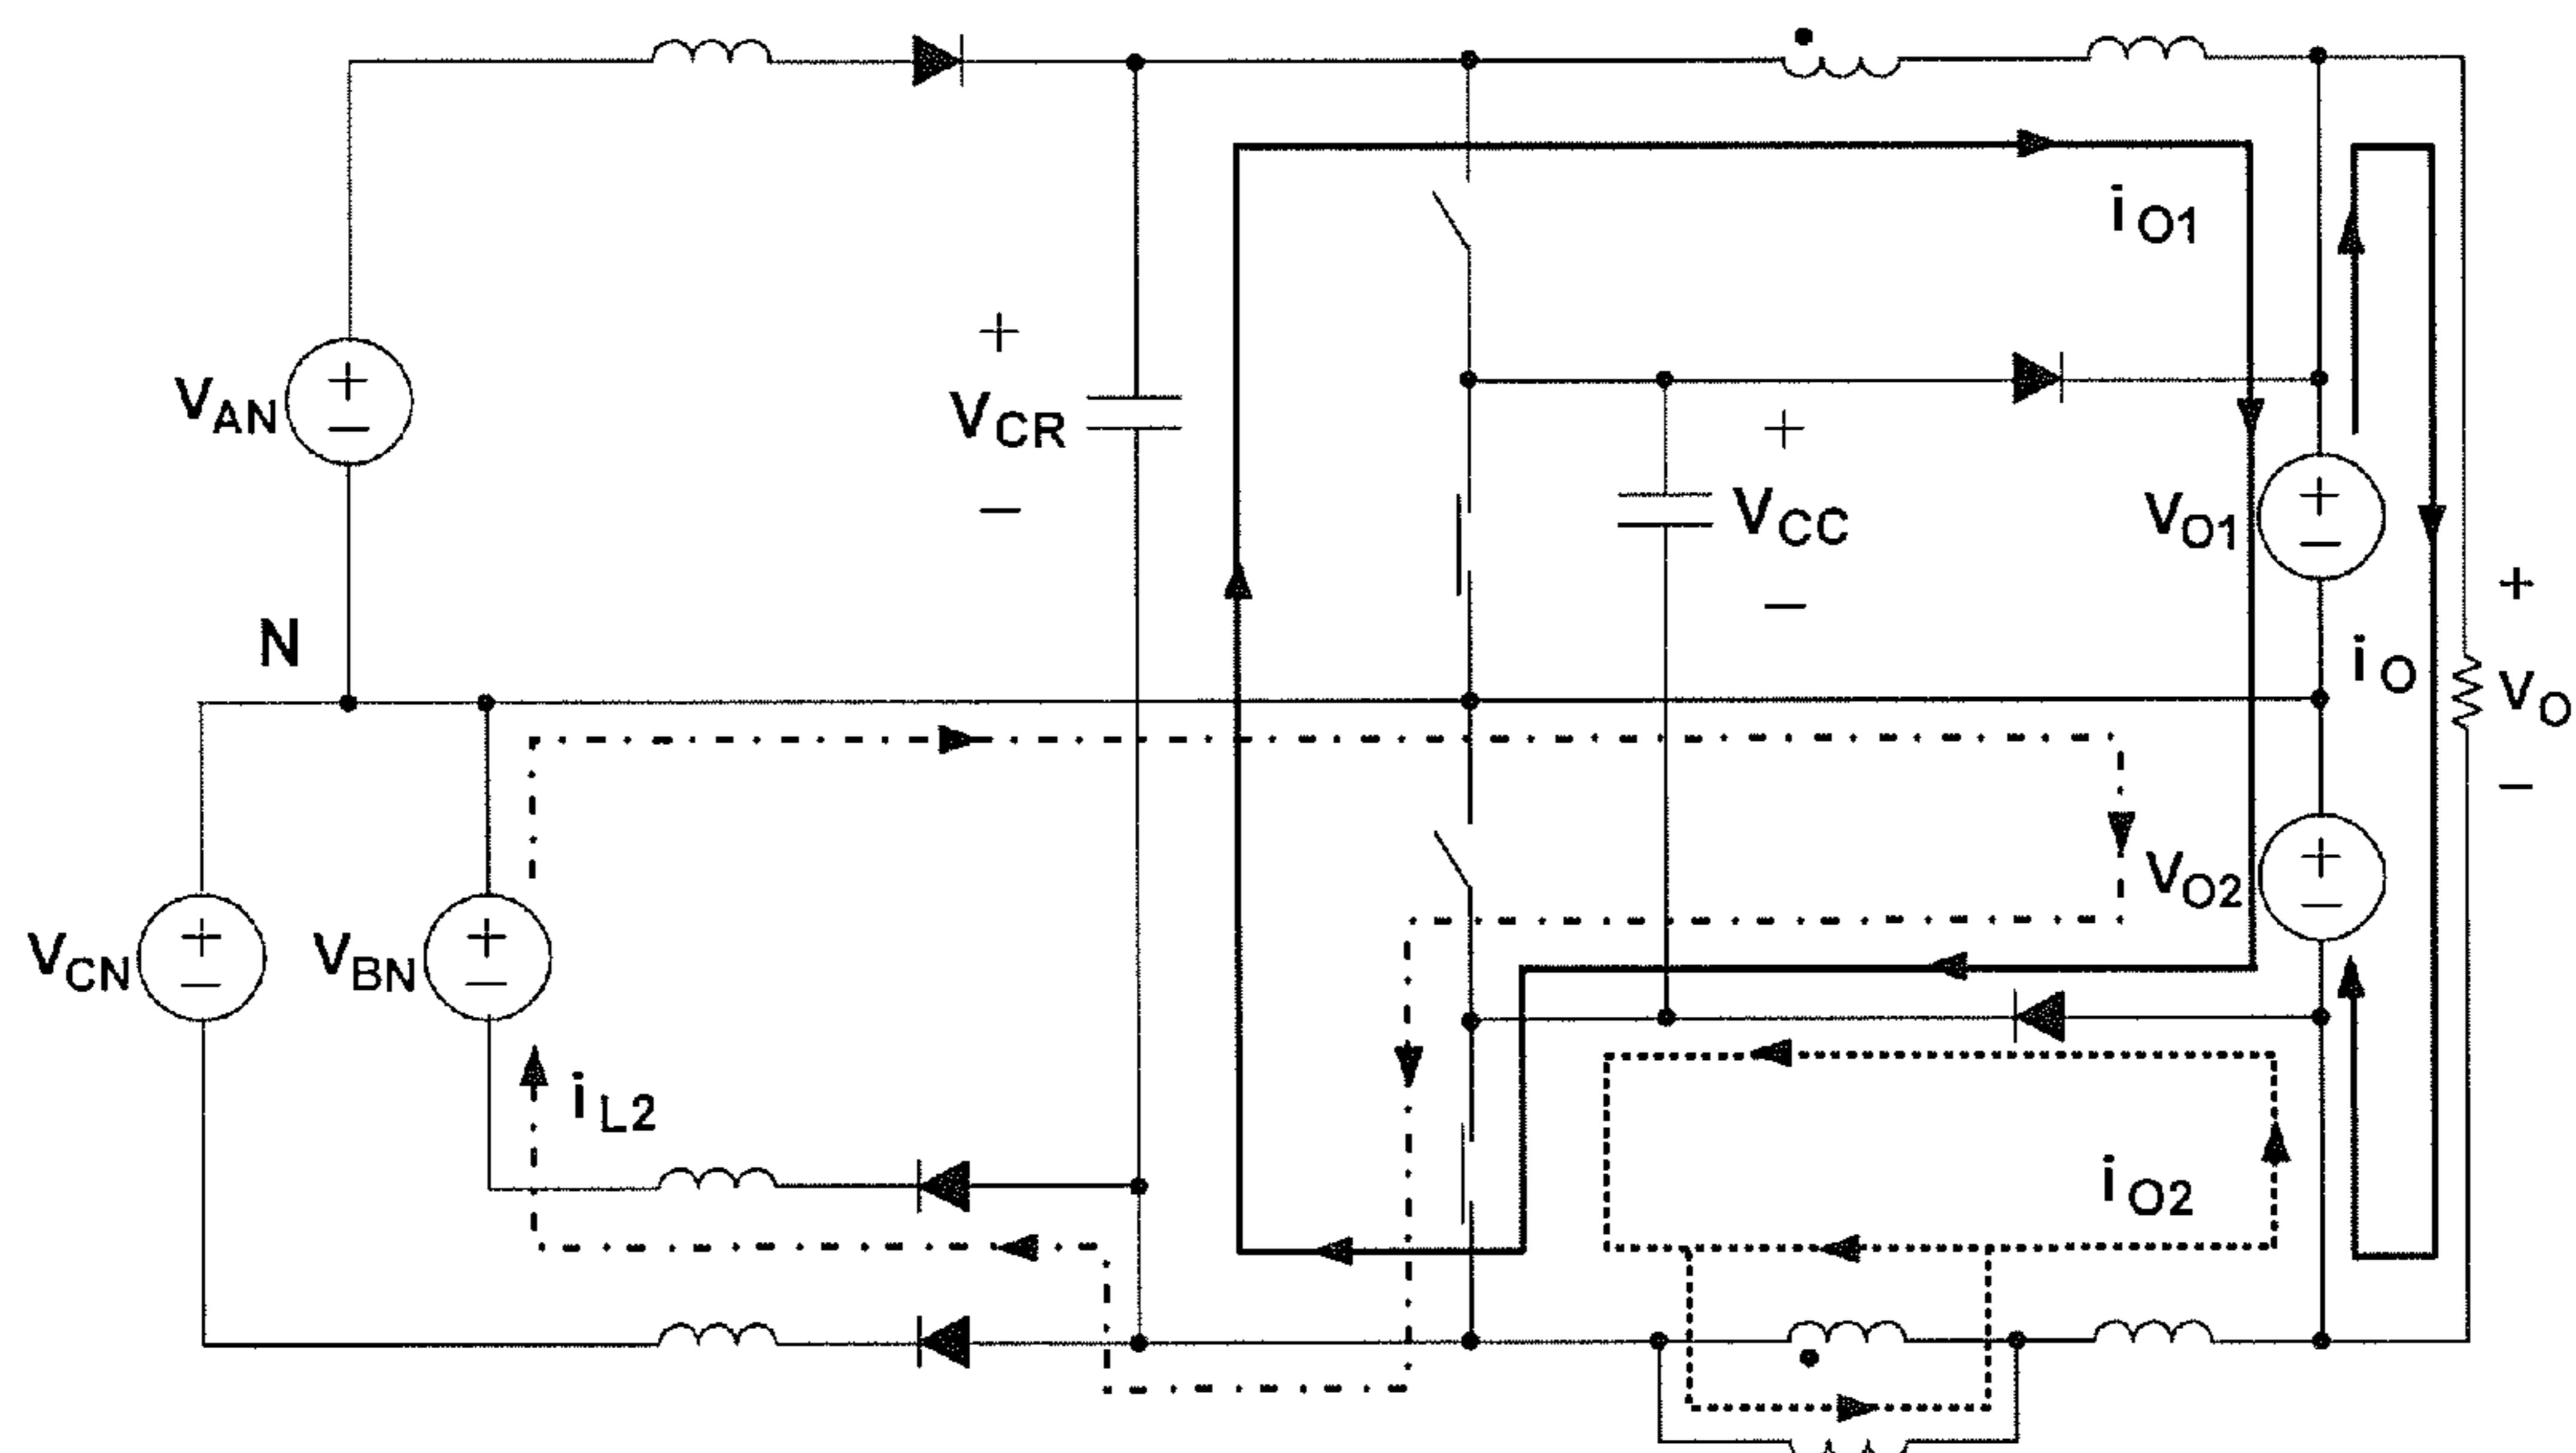 i O1
+
V AN
+
−
+
V CR
−
+
V CC
−
V O1
+
−
N
i O
+
V O
−
V CN
+
−
V BN
+
−
V O2
+
−
i L2
i O2